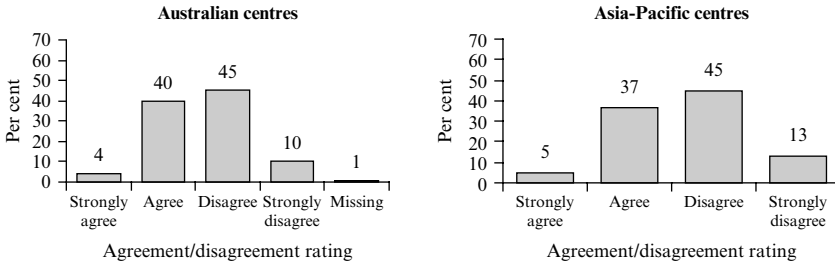 Australian centres
Per cent
70
60
50
40
30
20
10
0
4
40
45
10
1
Strongly agree
Agree
Disagree
Strongly disagree
Missing
Agreement/disagreement rating
Asia-Pacific centres
Per cent
70
60
50
40
30
20
10
0
5
37
45
13
Strongly agree
Agree
Disagree
Strongly disagree
Agreement/disagreement rating